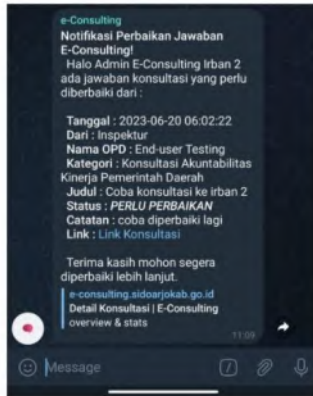 e-Consulting
Notifikasi Perbaikan Jawaban
E-Consulting!
Halo Admin E-Consulting Irban 2
ada jawaban konsultasi yang perlu
diberbaiki dari :
Tanggal : 2023-06-20 06:02:22
Dari : Inspektur
Nama OPD : End-user Testing
Kategori : Konsultasi Akuntabilitas
Kinerja Pemerintah Daerah
Judul : Coba konsultasi ke irban 2
Status : PERLU PERBAIKAN
Catatan : coba diperbaiki lagi
Link : Link Konsultasi
Terima kasih mohon segera
diperbaiki lebih lanjut.
e-consulting.sidoarjokab.go.id
Detail Konsultasi | E-Consulting
overview & stats
11:09
Message